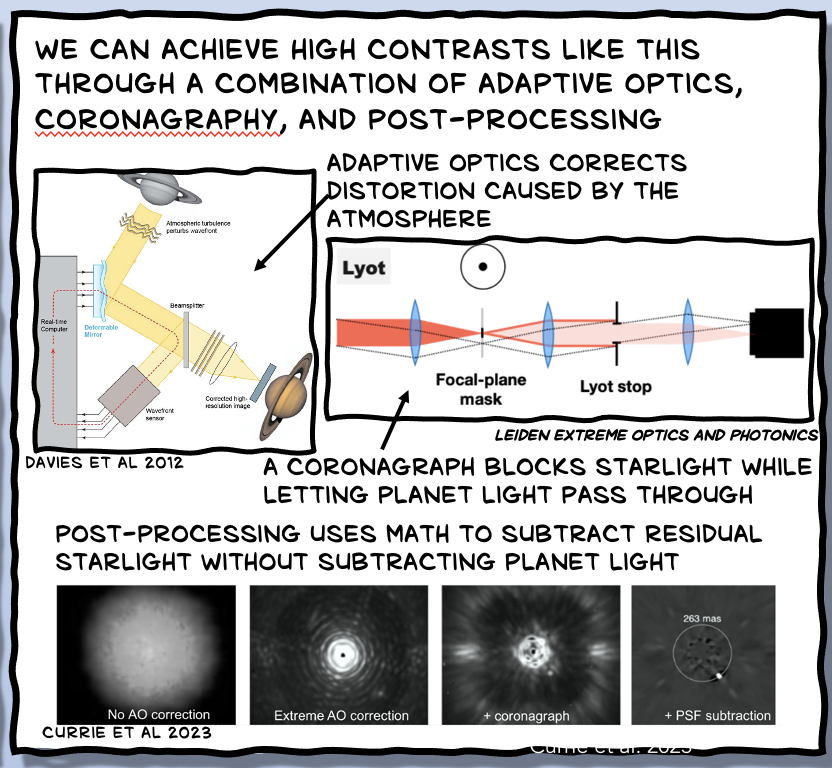 WE CAN ACHIEVE HIGH CONTRASTS LIKE THIS
THROUGH A COMBINATION OF ADAPTIVE OPTICS,
CORONAGRAPHY, AND POST-PROCESSING
ADAPTIVE OPTICS CORRECTS
DISTORTION CAUSED BY THE
ATMOSPHERE
Atmospheric turbulence
perturbs wavefront
Beamsplitter
Real-time
Computer
Deformable
Mirror
Corrected high-
resolution image
Wavefront
sensor
DAVIES ET AL 2012
Lyot
Focal-plane
mask
Lyot stop
LEIDEN EXTREME OPTICS AND PHOTONICS
A CORONAGRAPH BLOCKS STARLIGHT WHILE
LETTING PLANET LIGHT PASS THROUGH
POST-PROCESSING USES MATH TO SUBTRACT RESIDUAL
STARLIGHT WITHOUT SUBTRACTING PLANET LIGHT
No AO correction
Extreme AO correction
+ coronagraph
263 mas
+ PSF subtraction
CURRIE ET AL 2023
Currie et al. 2023